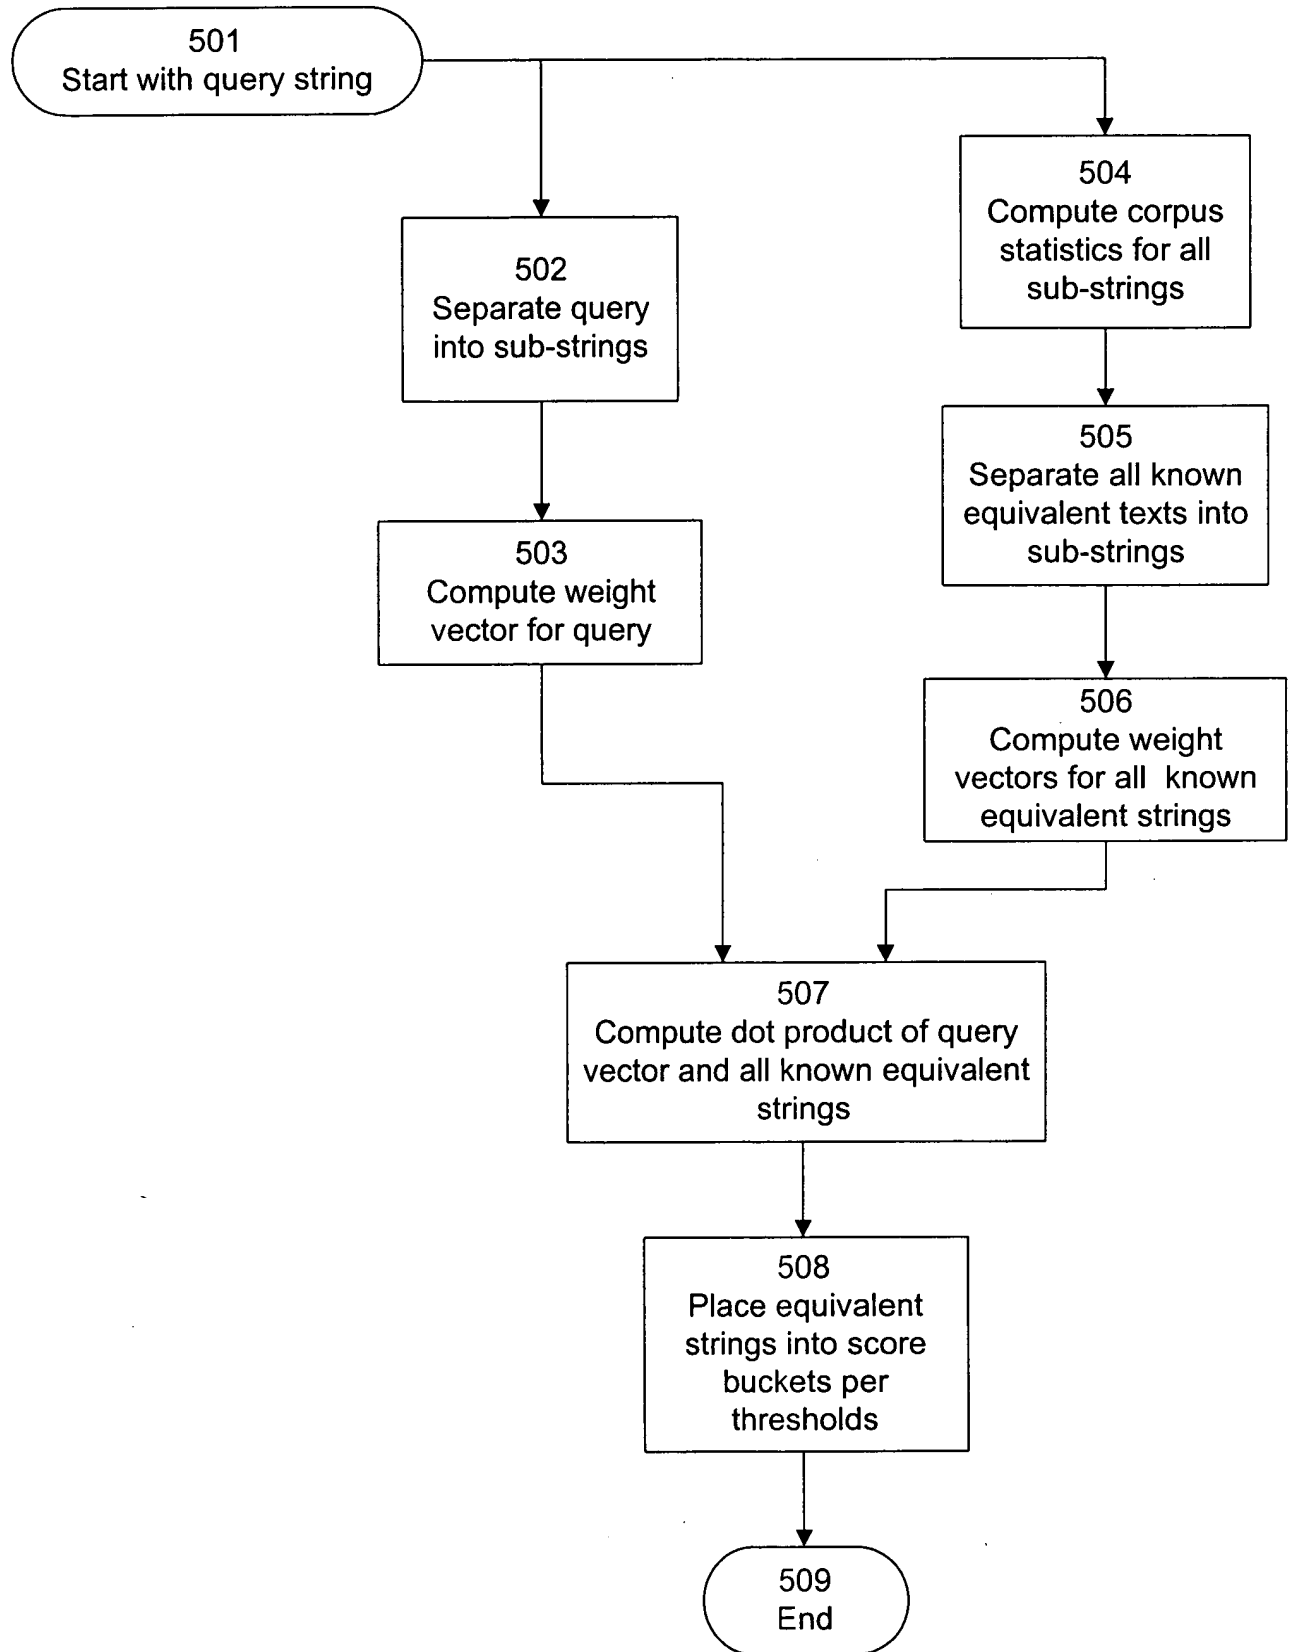 501
Start with query string
502
Separate query
into sub-strings
503
Compute weight
vector for query
504
Compute corpus
statistics for all
sub-strings
505
Separate all known
equivalent texts into
sub-strings
506
Compute weight
vectors for all known
equivalent strings
507
Compute dot product of query
vector and all known equivalent
strings
508
Place equivalent
strings into score
buckets per
thresholds
509
End